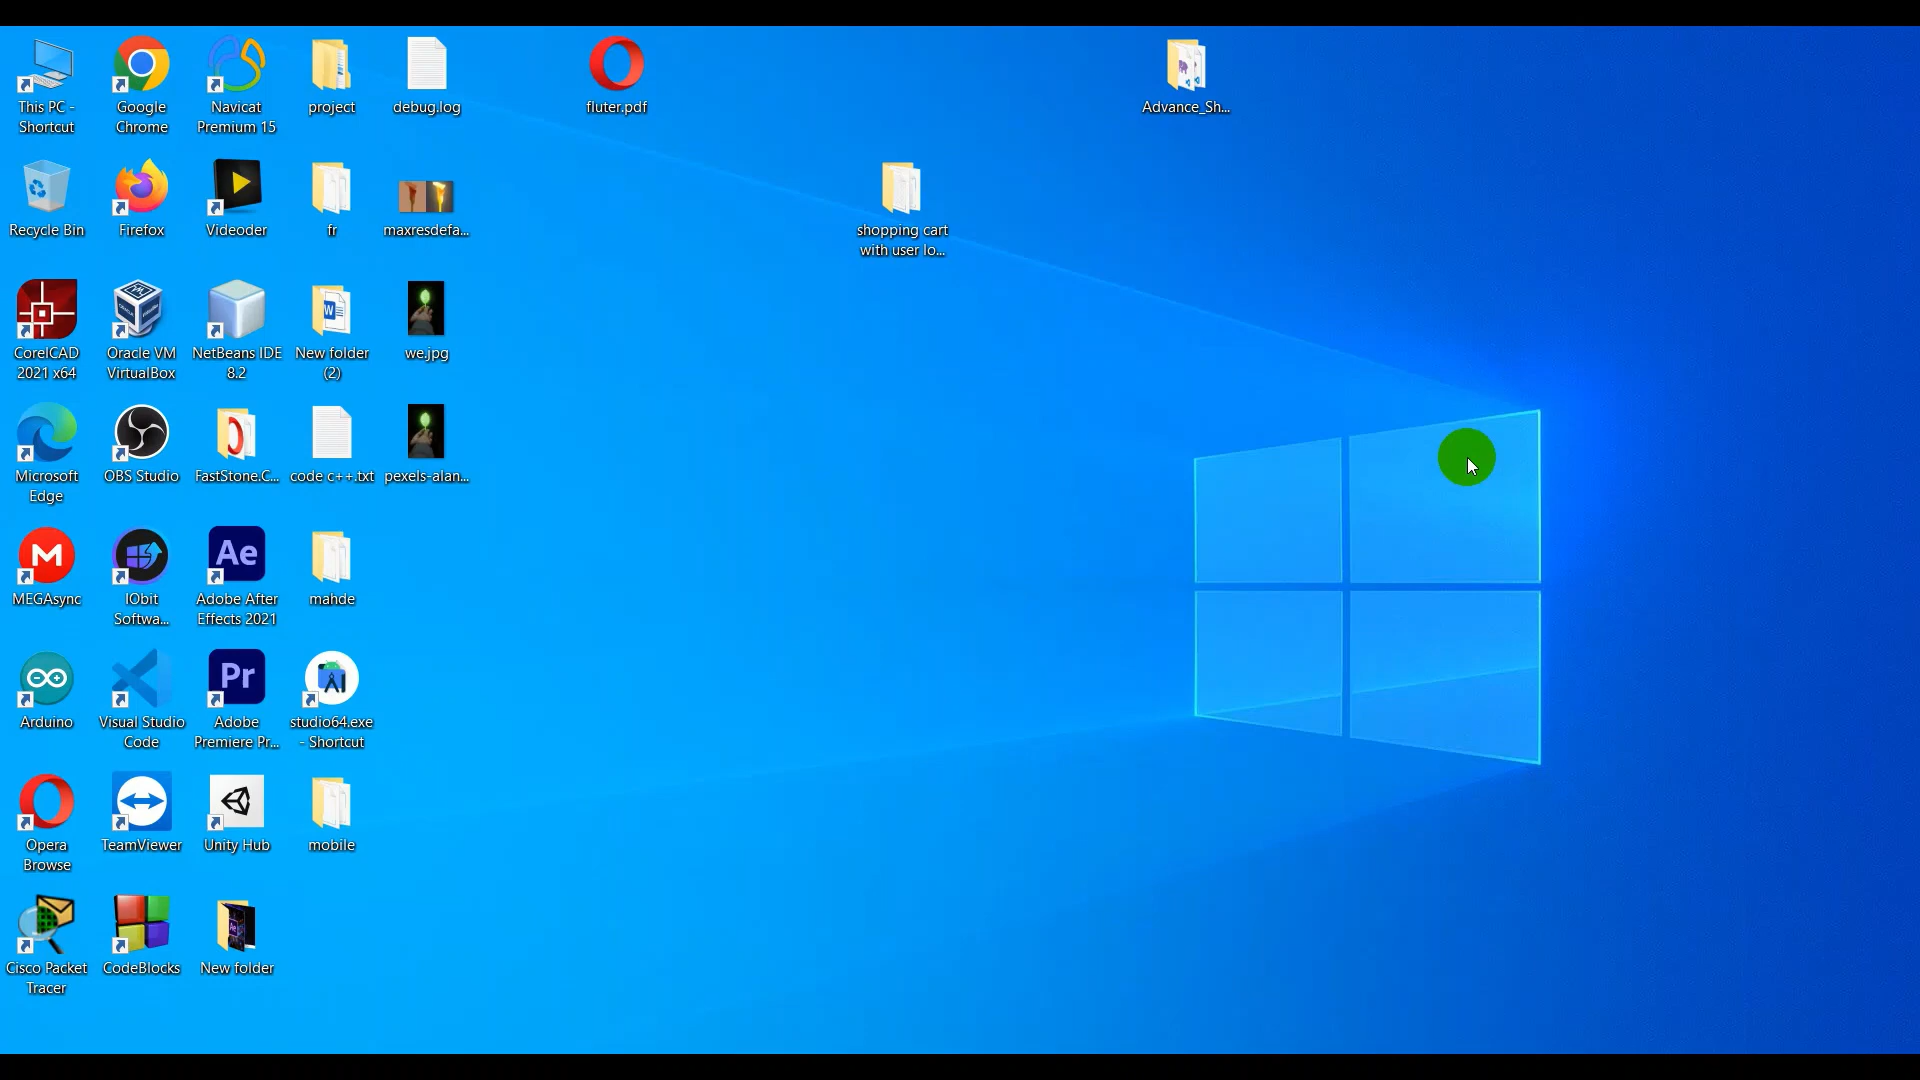 This PC -
Shortcut
Google
Chrome
Navicat
Premium 15
project
debug.log
fluter.pdf
Advance_Sh...
Recycle Bin
Firefox
Videoder
fr
maxresdefa...
shopping cart
with user lo...
CorelCAD
2021 x64
Oracle VM
VirtualBox
NetBeans IDE
8.2
New folder
(2)
we.jpg
Microsoft
Edge
OBS Studio
FastStone.C...
code c++.txt
pexels-alan...
MEGAsync
IObit
Softwa...
Ae
Adobe After
Effects 2021
mahde
Arduino
Visual Studio
Code
Pr
Adobe
Premiere Pr...
studio64.exe
- Shortcut
Opera
Browse
TeamViewer
Unity Hub
mobile
Cisco Packet
Tracer
CodeBlocks
New folder